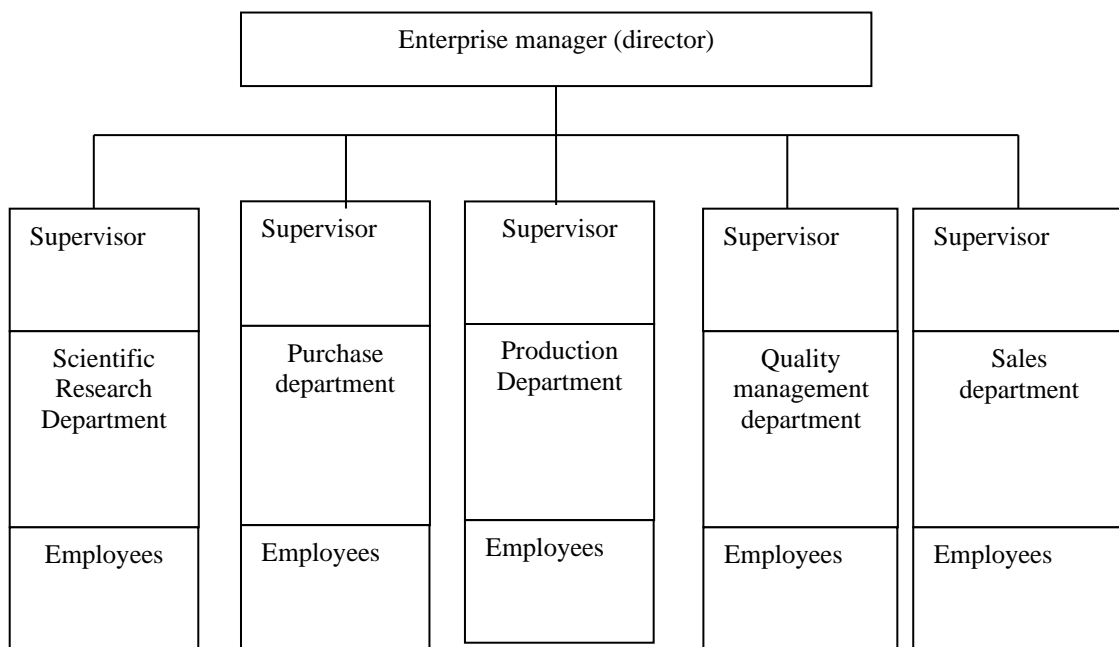 Enterprise manager (director)
Supervisor
Scientific
Research
Department
Employees
Supervisor
Purchase
department
Employees
Supervisor
Production
Department
Employees
Supervisor
Quality
management
department
Employees
Supervisor
Sales
department
Employees